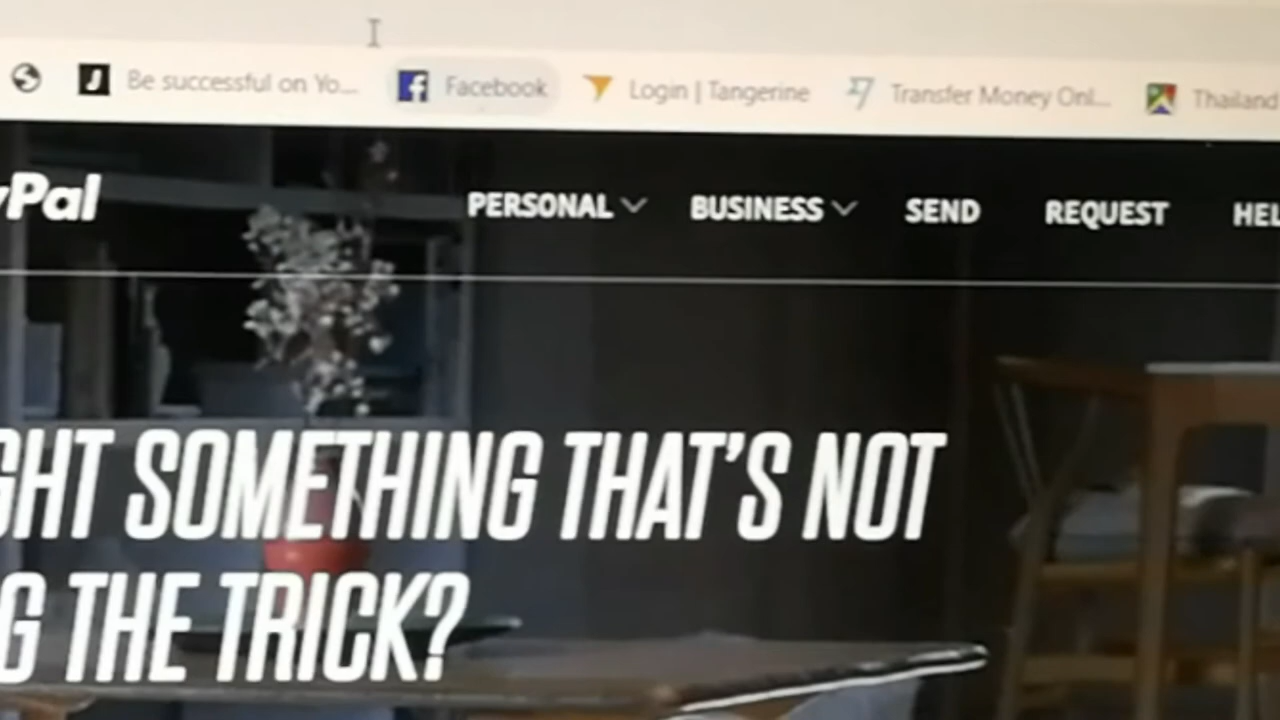 Be successful on Yo... Facebook Login | Tangerine Transfer Money Onl... Thailand
yPal PERSONAL BUSINESS SEND REQUEST HEL
GHT SOMETHING THAT'S NOT
G THE TRICK?